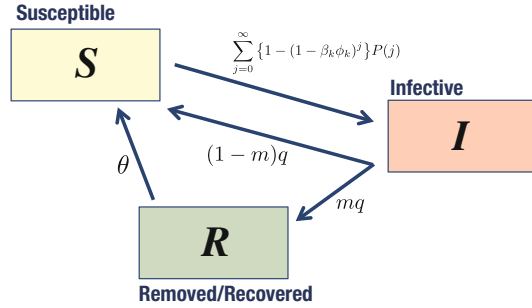 Susceptible
S
∑_{j=0}^{∞} {1 − (1 − β_k ϕ_k)^j} P(j)
Infective
I
(1 − m)q
θ
mq
R
Removed/Recovered